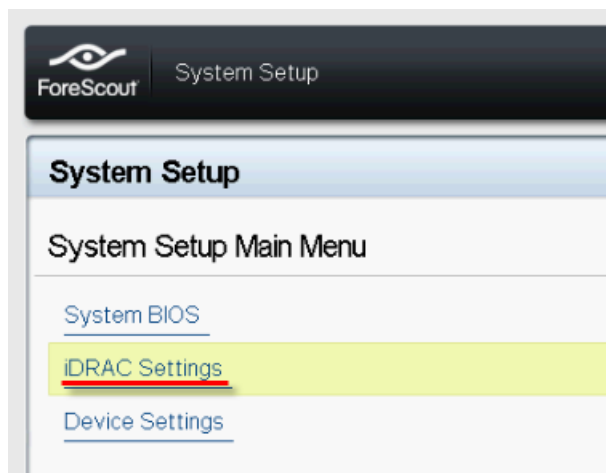 ForeScout
System Setup
System Setup
System Setup Main Menu
System BIOS
iDRAC Settings
Device Settings